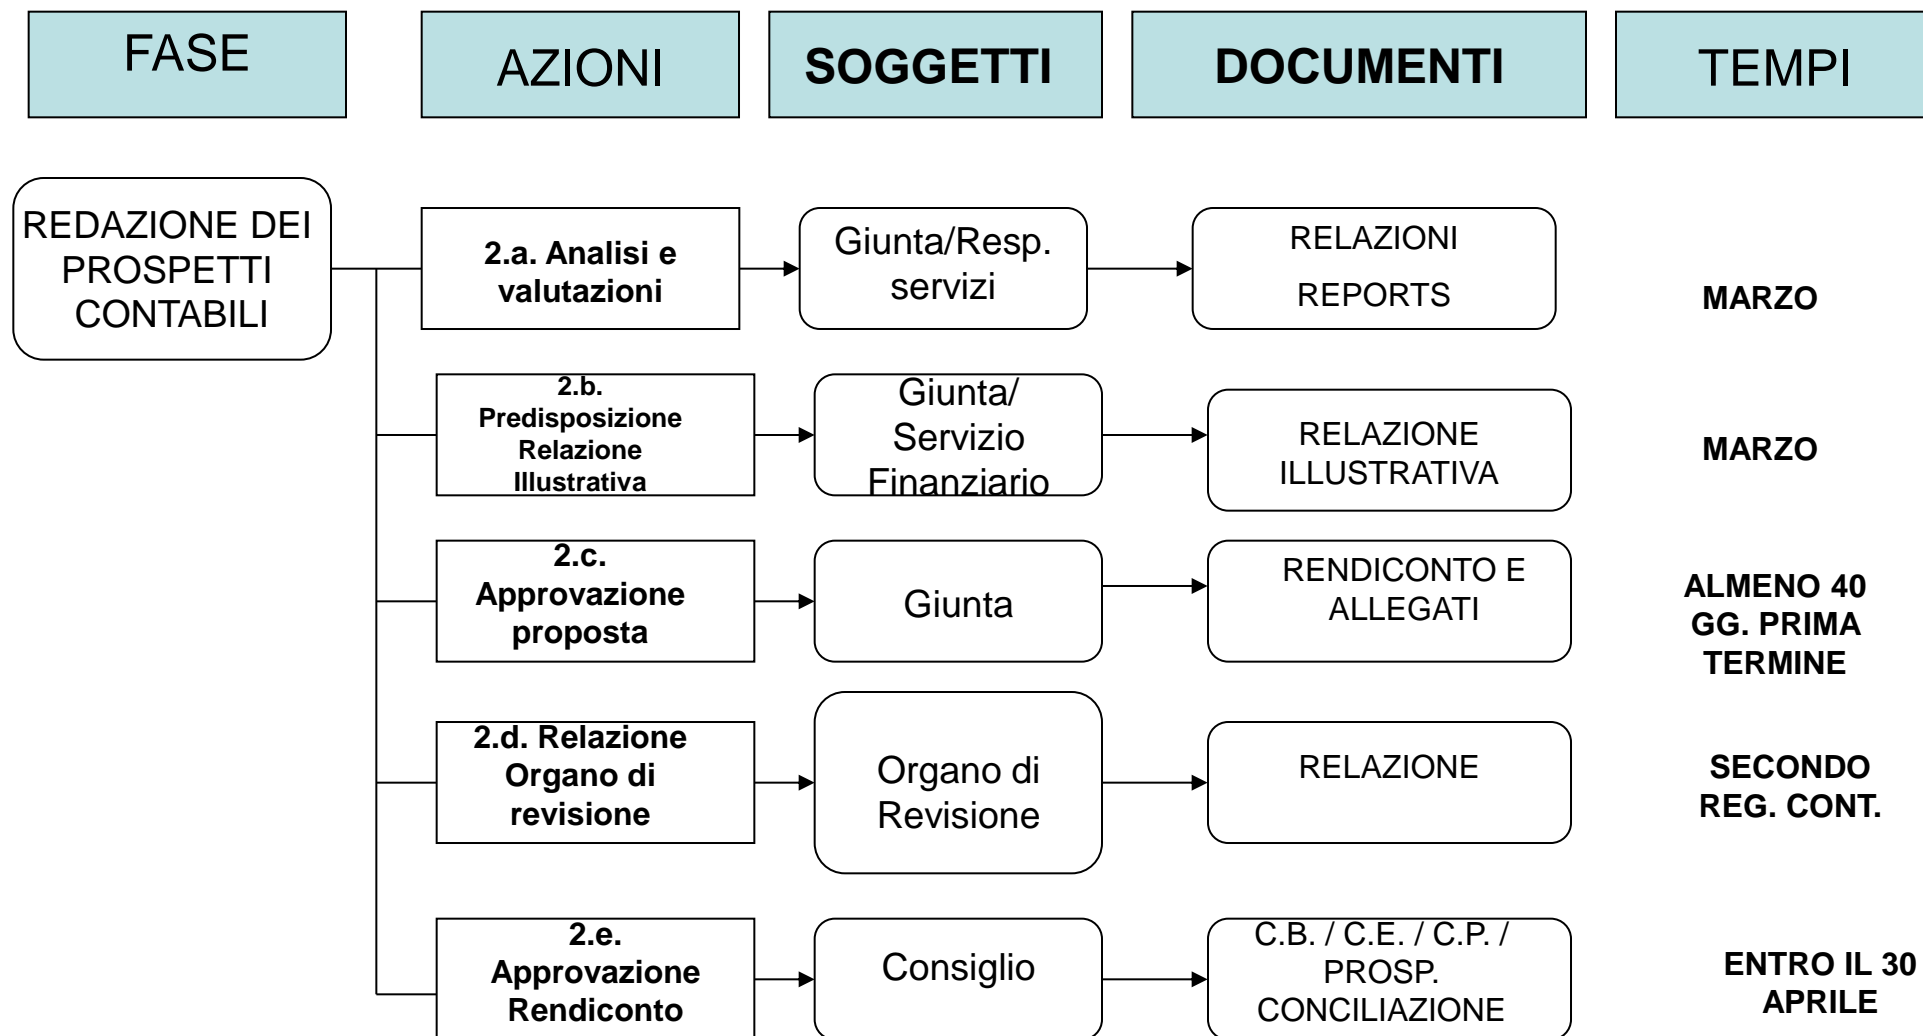 FASE
AZIONI
SOGGETTI
DOCUMENTI
TEMPI
REDAZIONE DEI
PROSPETTI
CONTABILI
2.a. Analisi e
valutazioni
Giunta/Resp.
servizi
RELAZIONI
REPORTS
MARZO
2.b.
Predisposizione
Relazione
Illustrativa
Giunta/
Servizio
Finanziario
RELAZIONE
ILLUSTRATIVA
MARZO
2.c.
Approvazione
proposta
Giunta
RENDICONTO E
ALLEGATI
ALMENO 40
GG. PRIMA
TERMINE
2.d. Relazione
Organo di
revisione
Organo di
Revisione
RELAZIONE
SECONDO
REG. CONT.
2.e.
Approvazione
Rendiconto
Consiglio
C.B. / C.E. / C.P. /
PROSP.
CONCILIAZIONE
ENTRO IL 30
APRILE